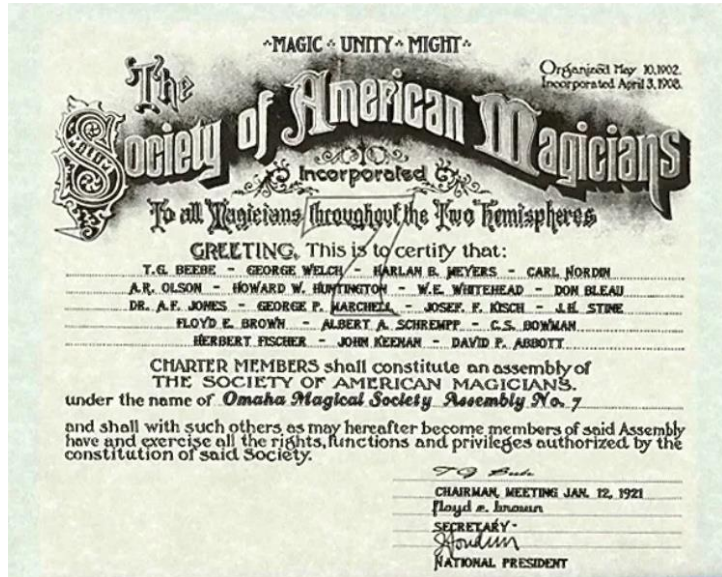 ·MAGIC · UNITY · MIGHT·
Organized May 10,1902.
Incorporated April 3,1908.
The
Society of American Magicians
Incorporated
To all Magicians throughout the Two Hemispheres
GREETING, This is to certify that:
T.G. BEEBE - GEORGE WELCH - HARLAN B. MEYERS - CARL NORDIN
A.R. OLSON - HOWARD W. HUNTINGTON - W.E. WHITEHEAD - DON BLEAU
DR. A.F. JONES - GEORGE P. MARCHELL - JOSEF. F. KISCH - J.H. STINE
FLOYD E. BROWN - ALBERT A. SCHREMPP - C.S. BOWMAN
HERBERT FISCHER - JOHN KEENAN - DAVID P. ABBOTT
CHARTER MEMBERS shall constitute an assembly of
THE SOCIETY OF AMERICAN MAGICIANS.
under the name of Omaha Magical Society Assembly No. 7
and shall with such others, as may hereafter become members of said Assembly
have and exercise all the rights, functions and privileges authorized by the
constitution of said Society.
CHAIRMAN, MEETING JAN. 12, 1921
floyd e. brown
SECRETARY -
Houdini
NATIONAL PRESIDENT